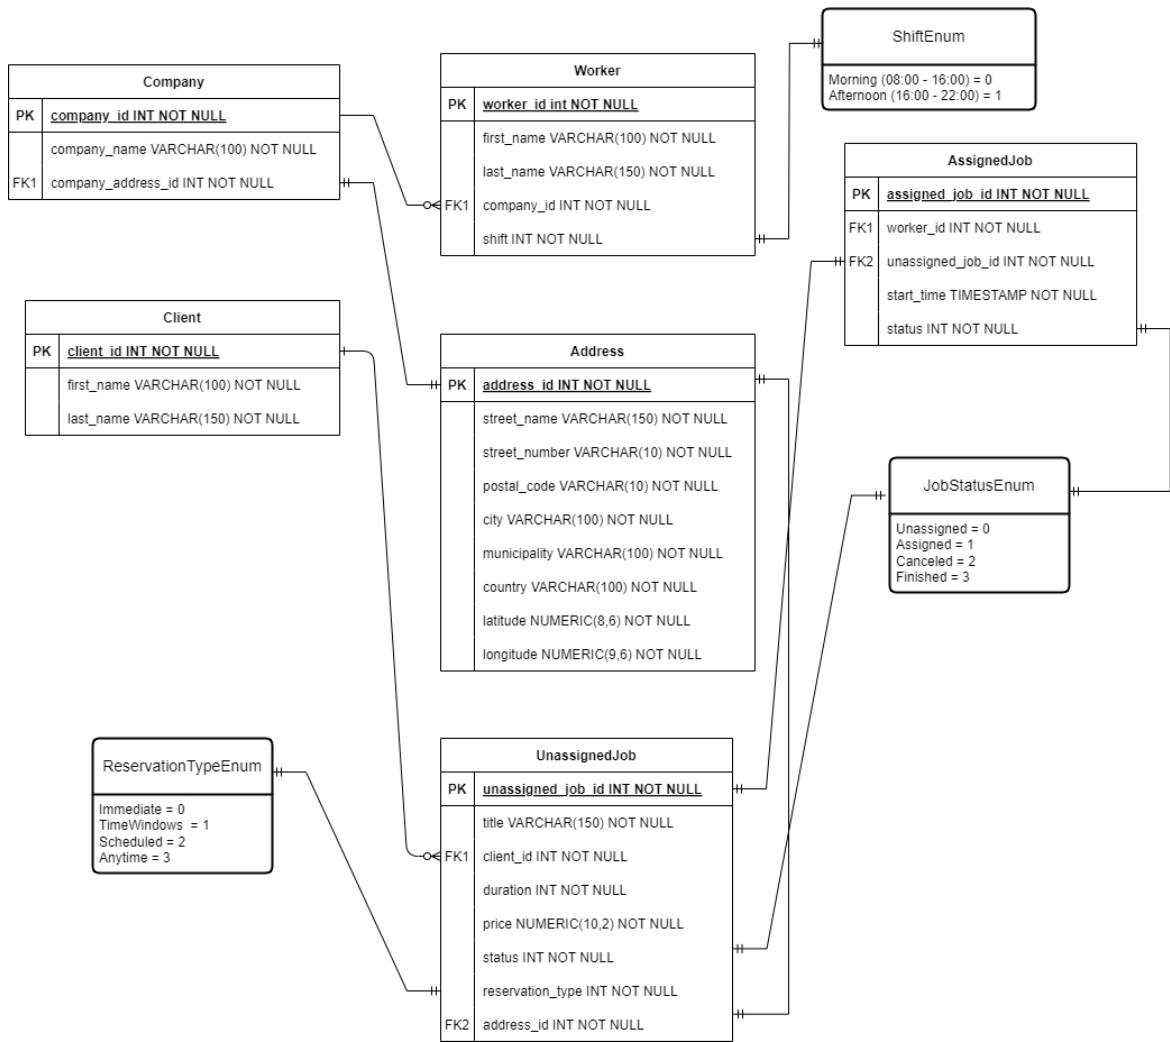 ShiftEnum
Morning (08:00 - 16:00) = 0
Afternoon (16:00 - 22:00) = 1
Company
PK company_id INT NOT NULL
company_name VARCHAR(100) NOT NULL
FK1 company_address_id INT NOT NULL
Worker
PK worker_id int NOT NULL
first_name VARCHAR(100) NOT NULL
last_name VARCHAR(150) NOT NULL
FK1 company_id INT NOT NULL
shift INT NOT NULL
AssignedJob
PK assigned_job_id INT NOT NULL
FK1 worker_id INT NOT NULL
FK2 unassigned_job_id INT NOT NULL
start_time TIMESTAMP NOT NULL
status INT NOT NULL
Client
PK client_id INT NOT NULL
first_name VARCHAR(100) NOT NULL
last_name VARCHAR(150) NOT NULL
Address
PK address_id INT NOT NULL
street_name VARCHAR(150) NOT NULL
street_number VARCHAR(10) NOT NULL
postal_code VARCHAR(10) NOT NULL
city VARCHAR(100) NOT NULL
municipality VARCHAR(100) NOT NULL
country VARCHAR(100) NOT NULL
latitude NUMERIC(8,6) NOT NULL
longitude NUMERIC(9,6) NOT NULL
JobStatusEnum
Unassigned = 0
Assigned = 1
Canceled = 2
Finished = 3
ReservationTypeEnum
Immediate = 0
TimeWindows = 1
Scheduled = 2
Anytime = 3
UnassignedJob
PK unassigned_job_id INT NOT NULL
title VARCHAR(150) NOT NULL
FK1 client_id INT NOT NULL
duration INT NOT NULL
price NUMERIC(10,2) NOT NULL
status INT NOT NULL
reservation_type INT NOT NULL
FK2 address_id INT NOT NULL